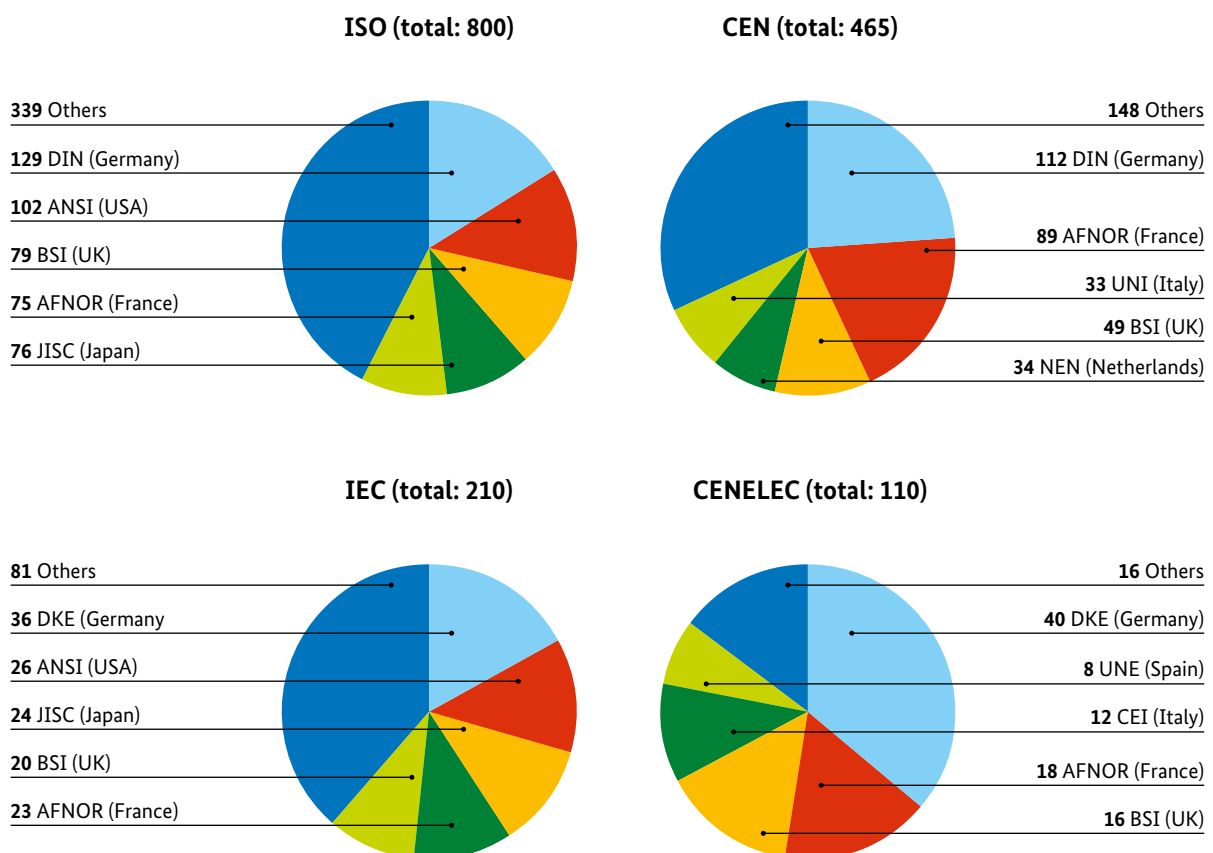 ISO (total: 800)
339 Others
129 DIN (Germany)
102 ANSI (USA)
79 BSI (UK)
75 AFNOR (France)
76 JISC (Japan)
CEN (total: 465)
148 Others
112 DIN (Germany)
89 AFNOR (France)
33 UNI (Italy)
49 BSI (UK)
34 NEN (Netherlands)
IEC (total: 210)
81 Others
36 DKE (Germany
26 ANSI (USA)
24 JISC (Japan)
20 BSI (UK)
23 AFNOR (France)
CENELEC (total: 110)
16 Others
40 DKE (Germany)
8 UNE (Spain)
12 CEI (Italy)
18 AFNOR (France)
16 BSI (UK)